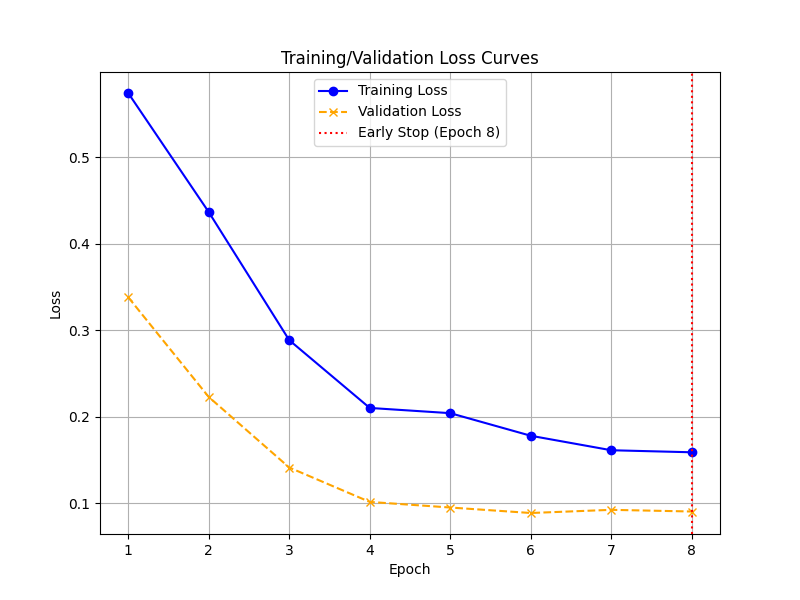 Training/Validation Loss Curves
Training Loss
Validation Loss
Early Stop (Epoch 8)
Loss
0.5
0.4
0.3
0.2
0.1
1 2 3 4 5 6 7 8
Epoch